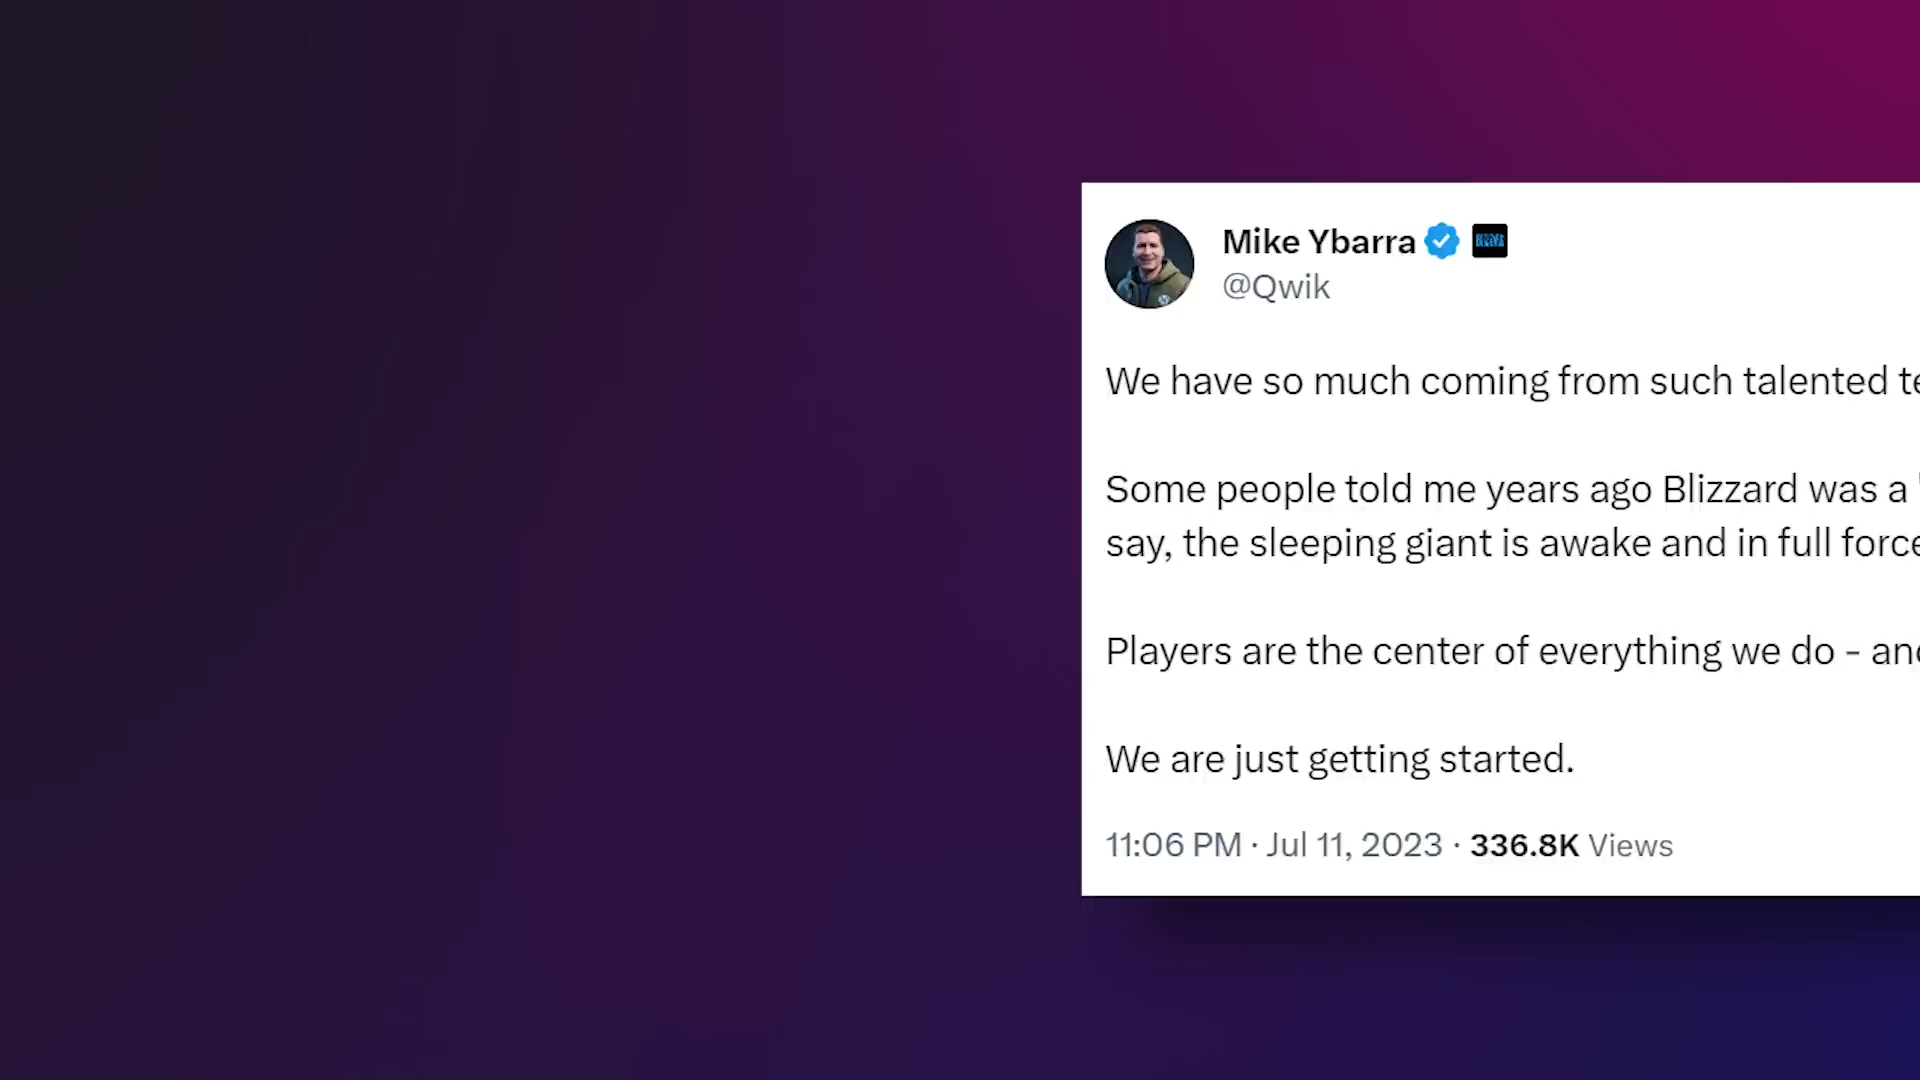 Mike Ybarra
@Qwik
We have so much coming from such talented
Some people told me years ago Blizzard was a
say, the sleeping giant is awake and in full force
Players are the center of everything we do - and
We are just getting started.
11:06 PM · Jul 11, 2023 · 336.8K Views